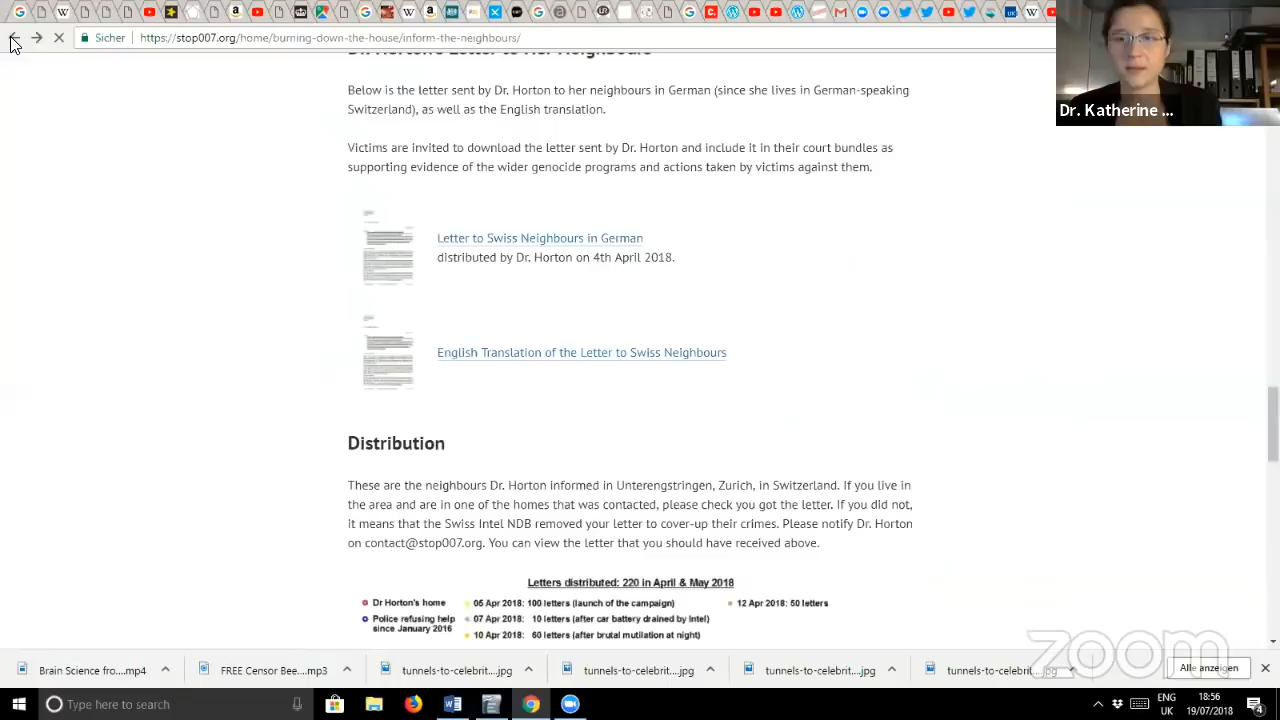 Sicher
https://stop007.org/home/burning-down-the-house/inform-the-neighbours/
Dr. Katherine ...
Dr. Horton's Letter to Her Neighbours
Below is the letter sent by Dr. Horton to her neighbours in German (since she lives in German-speaking
Switzerland), as well as the English translation.
Victims are invited to download the letter sent by Dr. Horton and include it in their court bundles as
supporting evidence of the wider genocide programs and actions taken by victims against them.
Letter to Swiss Neighbours in German
distributed by Dr. Horton on 4th April 2018.
English Translation of the Letter to Swiss Neighbours
Distribution
These are the neighbours Dr. Horton informed in Unterengstringen, Zurich, in Switzerland. If you live in
the area and are in one of the homes that was contacted, please check you got the letter. If you did not,
it means that the Swiss Intel NDB removed your letter to cover-up their crimes. Please notify Dr. Horton
on contact@stop007.org. You can view the letter that you should have received above.
Letters distributed: 220 in April & May 2018
Dr Horton's home
05 Apr 2018: 100 letters (launch of the campaign)
12 Apr 2018: 50 letters
Police refusing help
since January 2016
07 Apr 2018: 10 letters (after car battery drained by Intel)
10 Apr 2018: 60 letters (after brutal mutilation at night)
zoom
Brain Science fro....mp4
FREE Censor Bee....mp3
tunnels-to-celebrit....jpg
tunnels-to-celebrit....jpg
tunnels-to-celebrit....jpg
tunnels-to-celebrit....jpg
Alle anzeigen
Type here to search
ENG
UK
18:56
19/07/2018
4